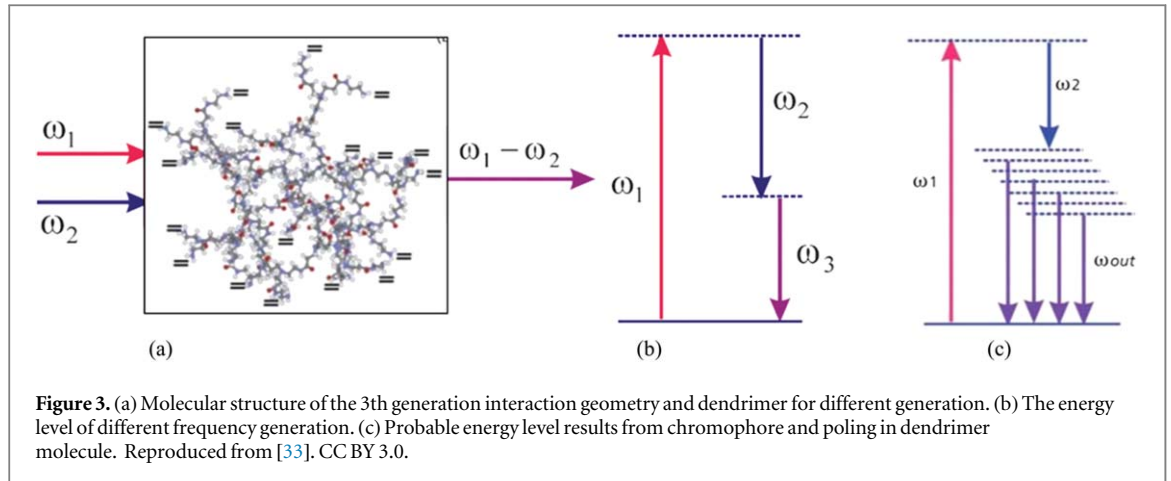 ω₁
ω₂
ω₁ − ω₂
(a)
ω₁
ω₂
ω₃
(b)
ω1
ω2
ωout
(c)
Figure 3. (a) Molecular structure of the 3th generation interaction geometry and dendrimer for different generation. (b) The energy
level of different frequency generation. (c) Probable energy level results from chromophore and poling in dendrimer
molecule. Reproduced from [33]. CC BY 3.0.